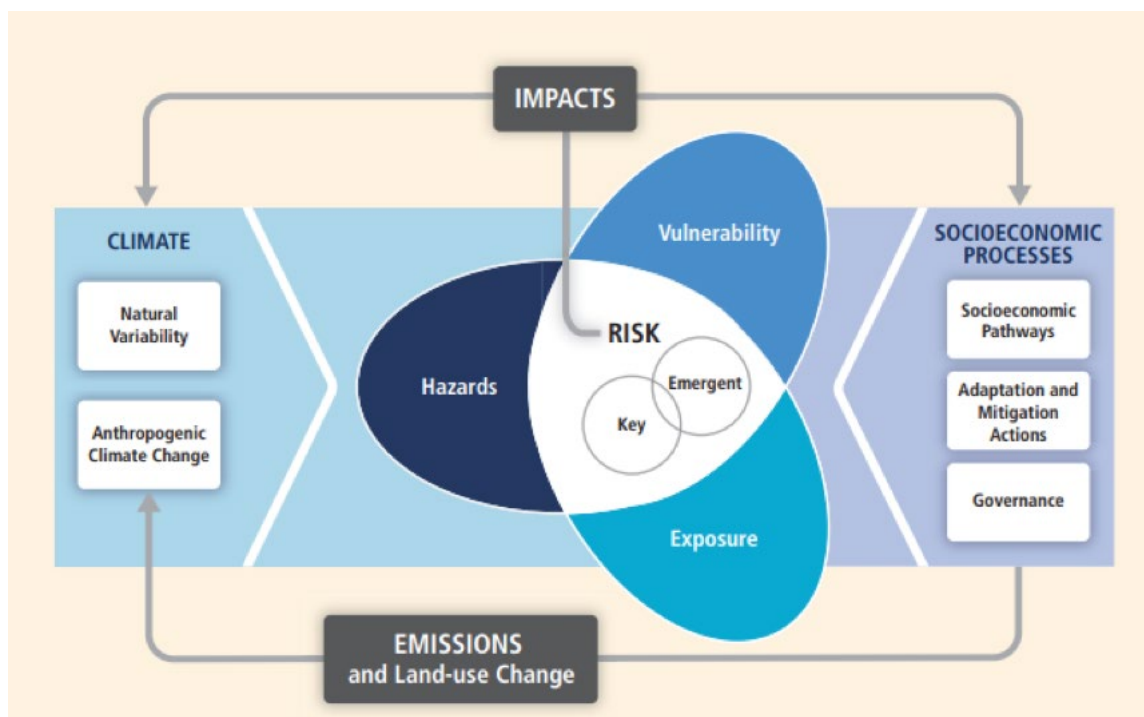 IMPACTS
CLIMATE
Natural
Variability
Anthropogenic
Climate Change
Vulnerability
Hazards
RISK
Emergent
Key
Exposure
SOCIOECONOMIC
PROCESSES
Socioeconomic
Pathways
Adaptation and
Mitigation
Actions
Governance
EMISSIONS
and Land-use Change